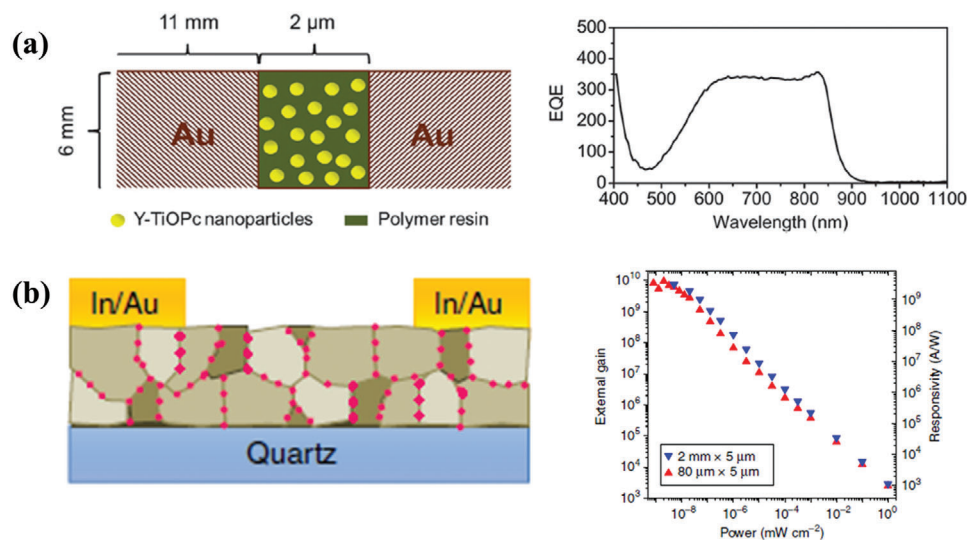 (a)
11 mm
2 µm
6 mm
Au
Au
Y-TiOPc nanoparticles
Polymer resin
EQE
500
400
300
200
100
0
400 500 600 700 800 900 1000 1100
Wavelength (nm)
(b)
In/Au
In/Au
Quartz
External gain
10¹⁰
10⁹
10⁸
10⁷
10⁶
10⁵
10⁴
10³
2 mm × 5 µm
80 µm × 5 µm
10⁻⁸ 10⁻⁶ 10⁻⁴ 10⁻² 10⁰
Power (mW cm⁻²)
10⁹
10⁸
10⁷
10⁶
10⁵
10⁴
10³
Responsivity (A/W)